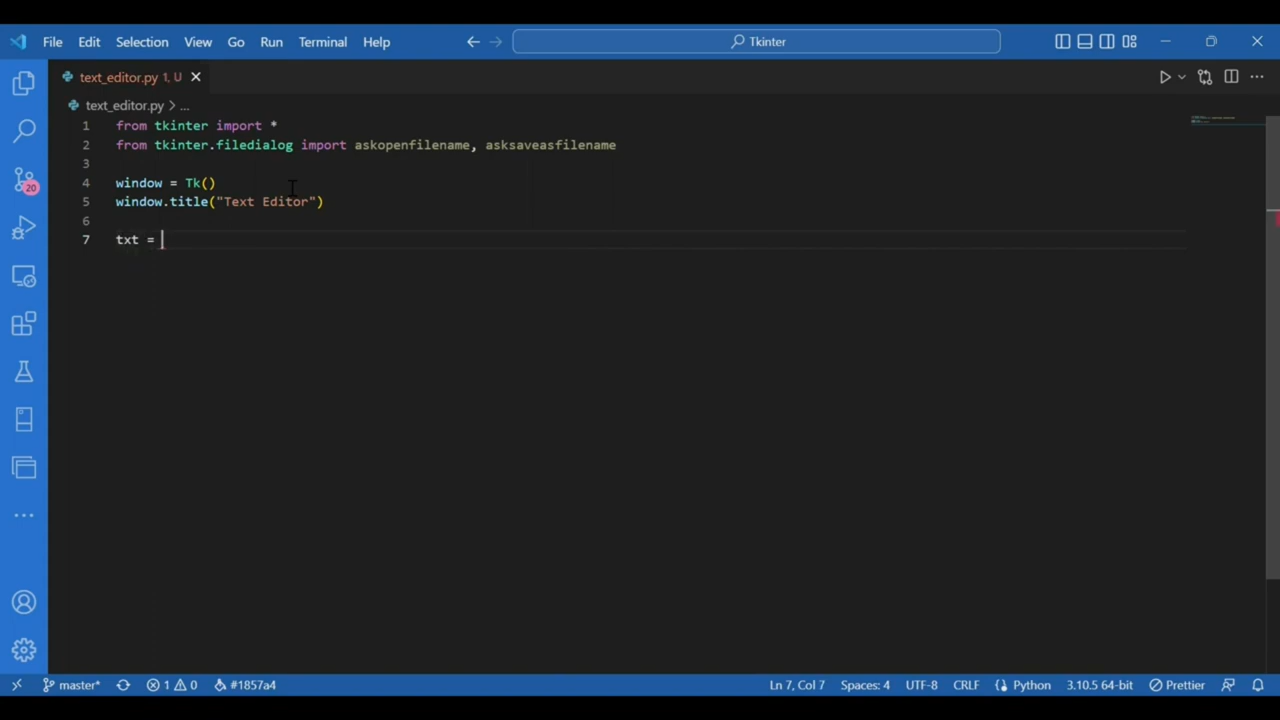 File Edit Selection View Go Run Terminal Help Tkinter
text_editor.py 1, U
text_editor.py > ...
1 from tkinter import *
2 from tkinter.filedialog import askopenfilename, asksaveasfilename
3
4 window = Tk()
5 window.title("Text Editor")
6
7 txt =
20
master* 1 0 #1857a4 Ln 7, Col 7 Spaces: 4 UTF-8 CRLF Python 3.10.5 64-bit Prettier